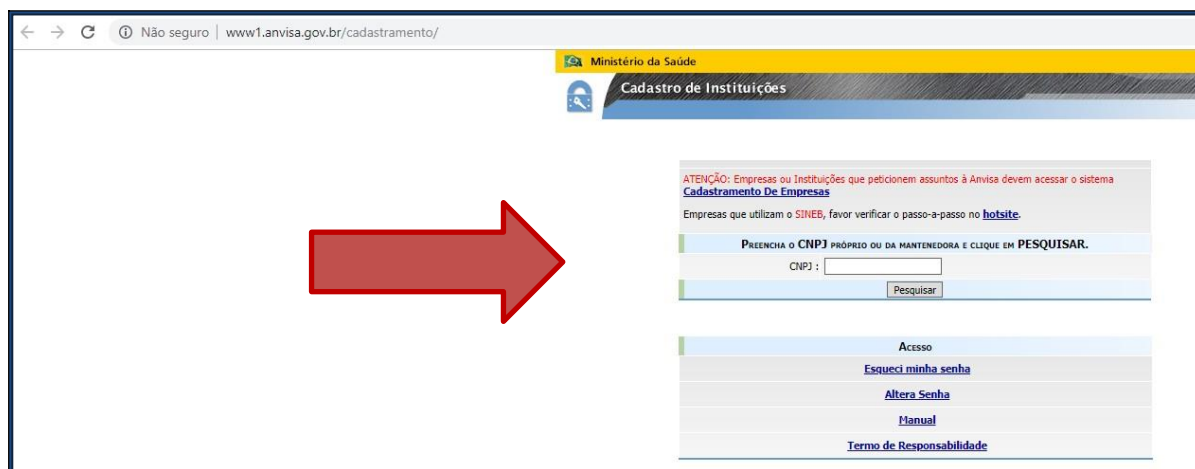 Não seguro | www1.anvisa.gov.br/cadastramento/
Ministério da Saúde
Cadastro de Instituições
ATENÇÃO: Empresas ou Instituições que peticionem assuntos à Anvisa devem acessar o sistema
Cadastramento De Empresas
Empresas que utilizam o SINEB, favor verificar o passo-a-passo no hotsite.
PREENCHA O CNPJ PRÓPRIO OU DA MANTENEDORA E CLIQUE EM PESQUISAR.
CNPJ :
Pesquisar
ACESSO
Esqueci minha senha
Altera Senha
Manual
Termo de Responsabilidade